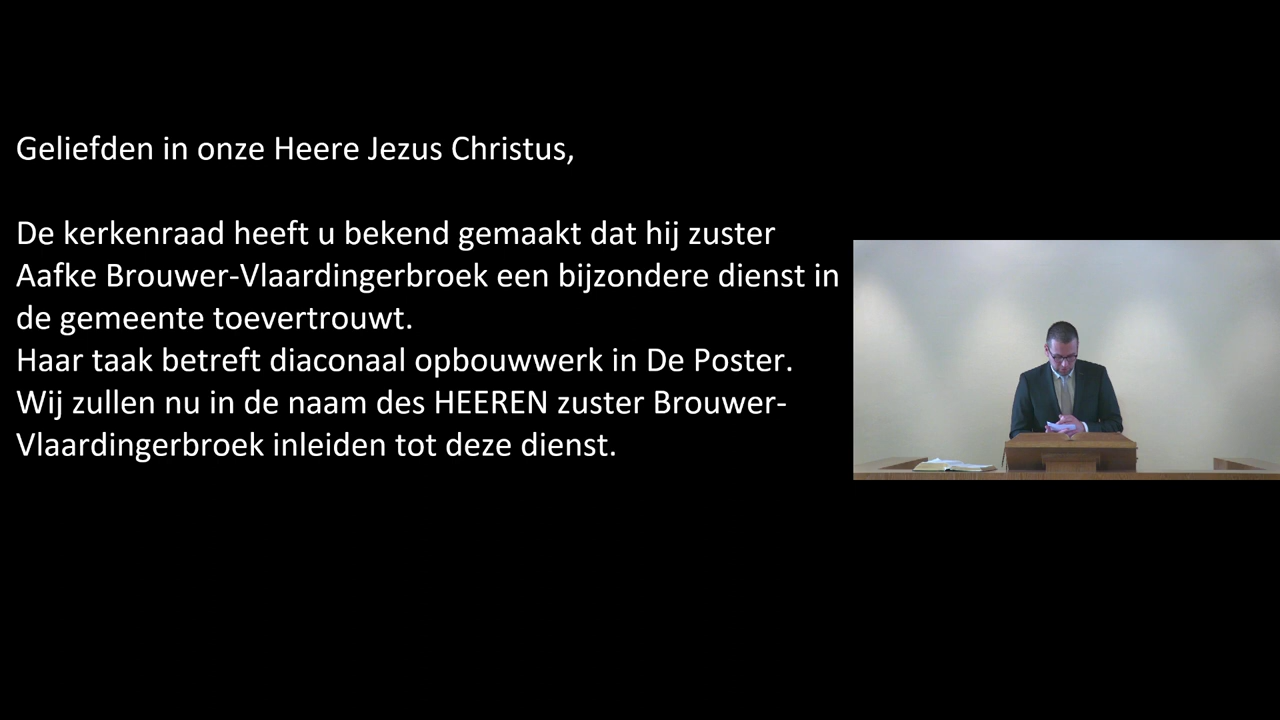 Geliefden in onze Heere Jezus Christus,
De kerkenraad heeft u bekend gemaakt dat hij zuster
Aafke Brouwer-Vlaardingerbroek een bijzondere dienst in
de gemeente toevertrouwt.
Haar taak betreft diaconaal opbouwwerk in De Poster.
Wij zullen nu in de naam des HEEREN zuster Brouwer-
Vlaardingerbroek inleiden tot deze dienst.